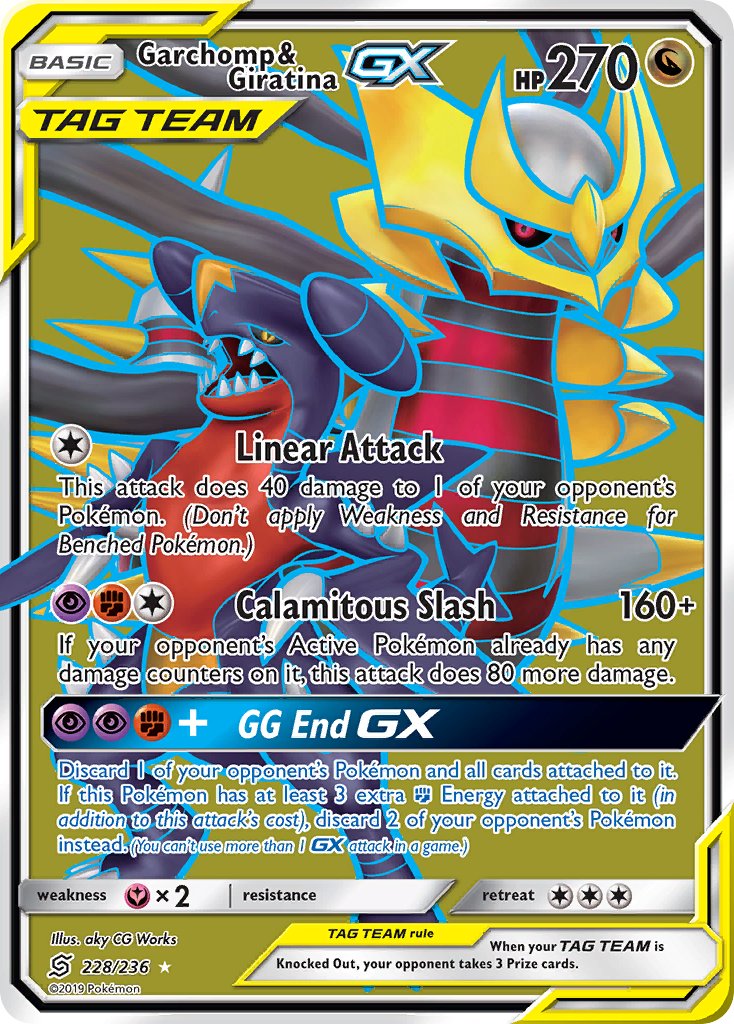 BASIC
Garchomp&
Giratina GX
HP270
TAG TEAM
Linear Attack
This attack does 40 damage to 1 of your opponent's
Pokémon. (Don't apply Weakness and Resistance for
Benched Pokémon.)
Calamitous Slash 160+
If your opponent's Active Pokémon already has any
damage counters on it, this attack does 80 more damage.
+ GG End GX
Discard 1 of your opponent's Pokémon and all cards attached to it.
If this Pokémon has at least 3 extra Energy attached to it (in
addition to this attack's cost), discard 2 of your opponent's Pokémon
instead. (You can't use more than 1 GX attack in a game.)
weakness ×2 resistance retreat
Illus. aky CG Works
228/236
©2019 Pokémon
TAG TEAM rule
When your TAG TEAM is
Knocked Out, your opponent takes 3 Prize cards.